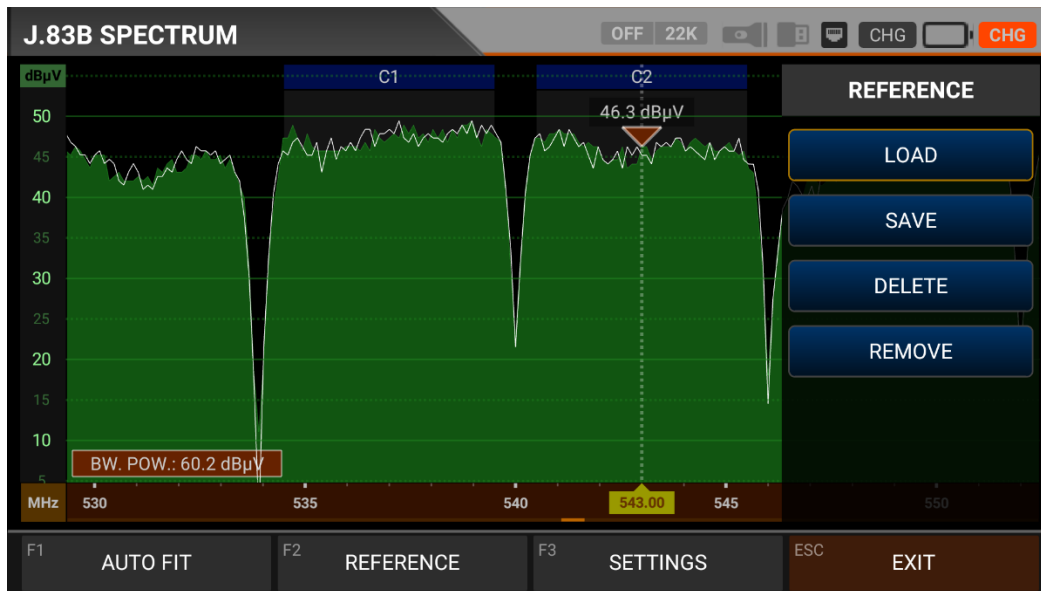 J.83B SPECTRUM
OFF 22K CHG CHG
dBµV
C1 C2
46.3 dBµV
50
45
40
35
30
25
20
15
10
5
BW. POW.: 60.2 dBµV
MHz 530 535 540 543.00 545 550
REFERENCE
LOAD
SAVE
DELETE
REMOVE
F1 AUTO FIT
F2 REFERENCE
F3 SETTINGS
ESC EXIT